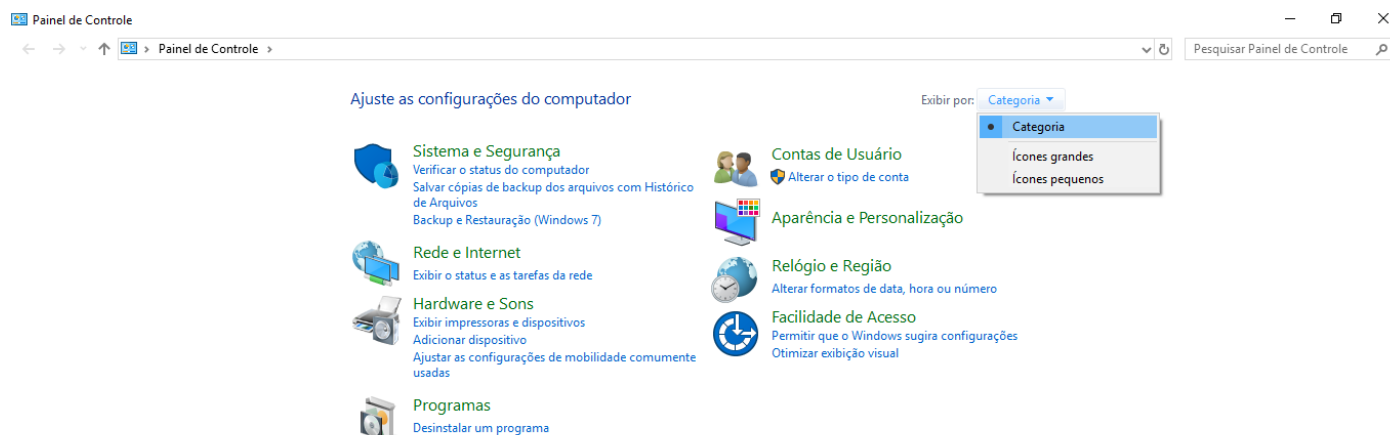 Painel de Controle
Painel de Controle
Pesquisar Painel de Controle
Ajuste as configurações do computador
Exibir por:
Categoria
Categoria
Ícones grandes
Ícones pequenos
Sistema e Segurança
Verificar o status do computador
Salvar cópias de backup dos arquivos com Histórico
de Arquivos
Backup e Restauração (Windows 7)
Rede e Internet
Exibir o status e as tarefas da rede
Hardware e Sons
Exibir impressoras e dispositivos
Adicionar dispositivo
Ajustar as configurações de mobilidade comumente
usadas
Programas
Desinstalar um programa
Contas de Usuário
Alterar o tipo de conta
Aparência e Personalização
Relógio e Região
Alterar formatos de data, hora ou número
Facilidade de Acesso
Permitir que o Windows sugira configurações
Otimizar exibição visual